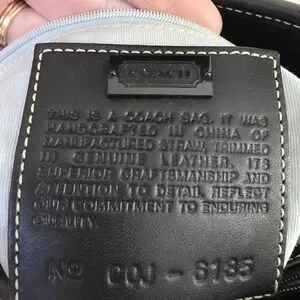 COACH
THIS IS A COACH BAG. IT WAS
HANDCRAFTED IN CHINA OF
MANUFACTURED STRAW, TRIMMED
IN GENUINE LEATHER. ITS
SUPERIOR CRAFTSMANSHIP AND
ATTENTION TO DETAIL REFLECT
OUR COMMITMENT TO ENDURING
QUALITY.
Nº COJ - 6135